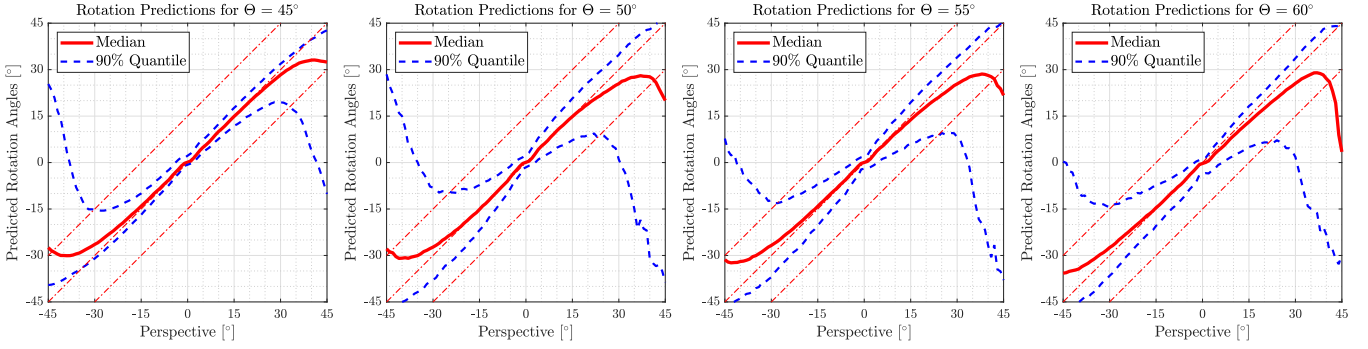 Rotation Predictions for Θ = 45°
45
30
15
0
-15
-30
-45
Predicted Rotation Angles [°]
Median
90% Quantile
-45 -30 -15 0 15 30 45
Perspective [°]
Rotation Predictions for Θ = 50°
45
30
15
0
-15
-30
-45
Predicted Rotation Angles [°]
Median
90% Quantile
-45 -30 -15 0 15 30 45
Perspective [°]
Rotation Predictions for Θ = 55°
45
30
15
0
-15
-30
-45
Predicted Rotation Angles [°]
Median
90% Quantile
-45 -30 -15 0 15 30 45
Perspective [°]
Rotation Predictions for Θ = 60°
45
30
15
0
-15
-30
-45
Predicted Rotation Angles [°]
Median
90% Quantile
-45 -30 -15 0 15 30 45
Perspective [°]